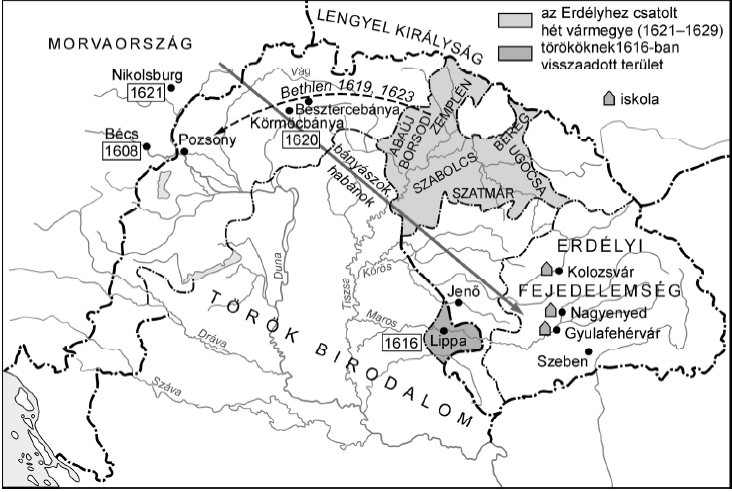 az Erdélyhez csatolt
hét vármegye (1621–1629)
törököknek1616-ban
visszaadott terület
iskola
LENGYEL KIRÁLYSÁG
MORVAORSZÁG
Nikolsburg
1621
Vág
Bethlen 1619, 1623
Besztercebánya
Körmöcbánya
1620
Bécs
1608
Pozsony
ABAÚJ
BORSOD
ZEMPLÉN
BEREG
UGOCSA
SZABOLCS
SZATMÁR
bányászok
habánok
ERDÉLYI
FEJEDELEMSÉG
Kolozsvár
Nagyenyed
Gyulafehérvár
Szeben
Jenő
Lippa
1616
Duna
Tisza
Körös
Maros
Dráva
Száva
TÖRÖK BIRODALOM